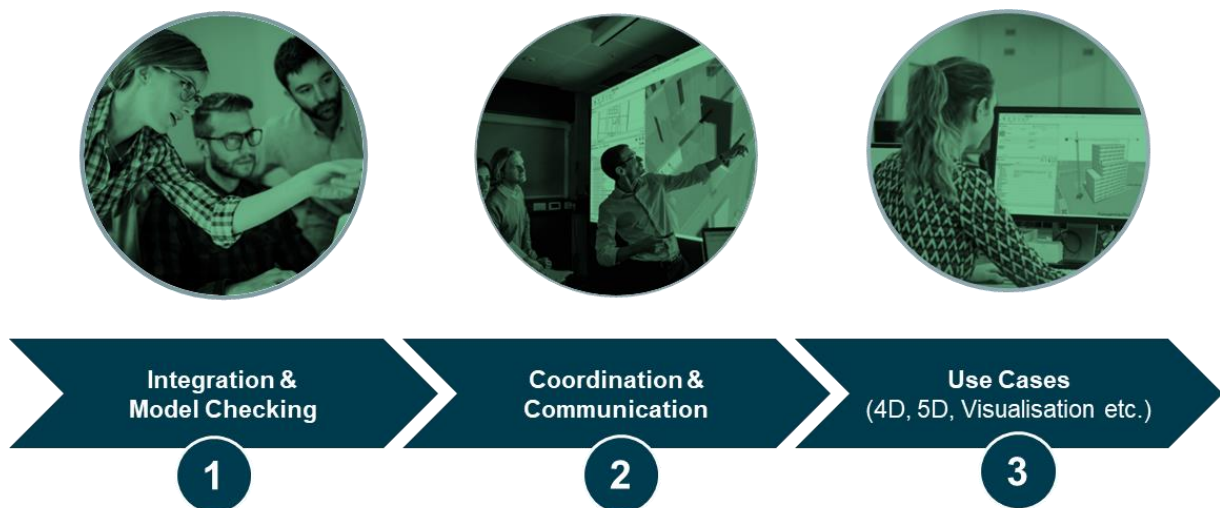 Integration &
Model Checking
1
Coordination &
Communication
2
Use Cases
(4D, 5D, Visualisation etc.)
3